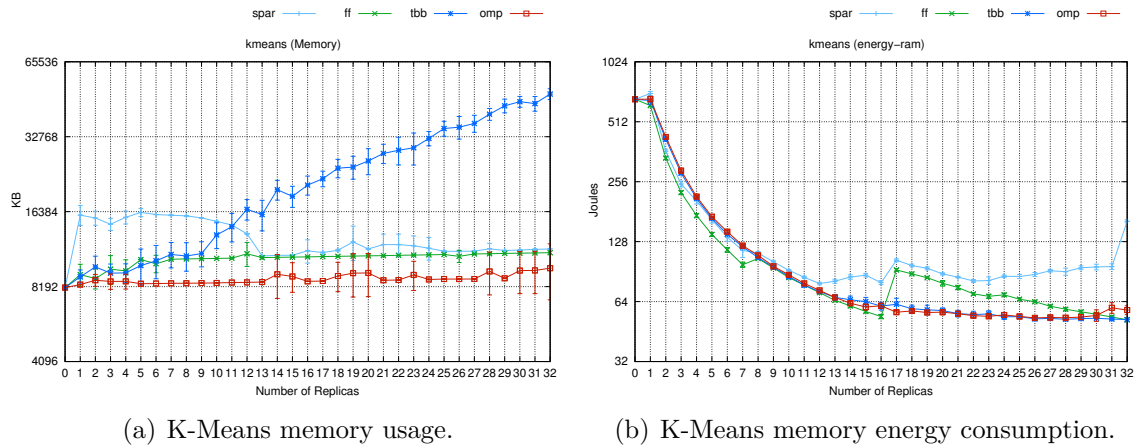 spar ff tbb omp
kmeans (Memory)
65536
32768
16384
8192
4096
KB
0 1 2 3 4 5 6 7 8 9 10 11 12 13 14 15 16 17 18 19 20 21 22 23 24 25 26 27 28 29 30 31 32
Number of Replicas
(a) K-Means memory usage.
spar ff tbb omp
kmeans (energy-ram)
1024
512
256
128
64
32
Joules
0 1 2 3 4 5 6 7 8 9 10 11 12 13 14 15 16 17 18 19 20 21 22 23 24 25 26 27 28 29 30 31 32
Number of Replicas
(b) K-Means memory energy consumption.